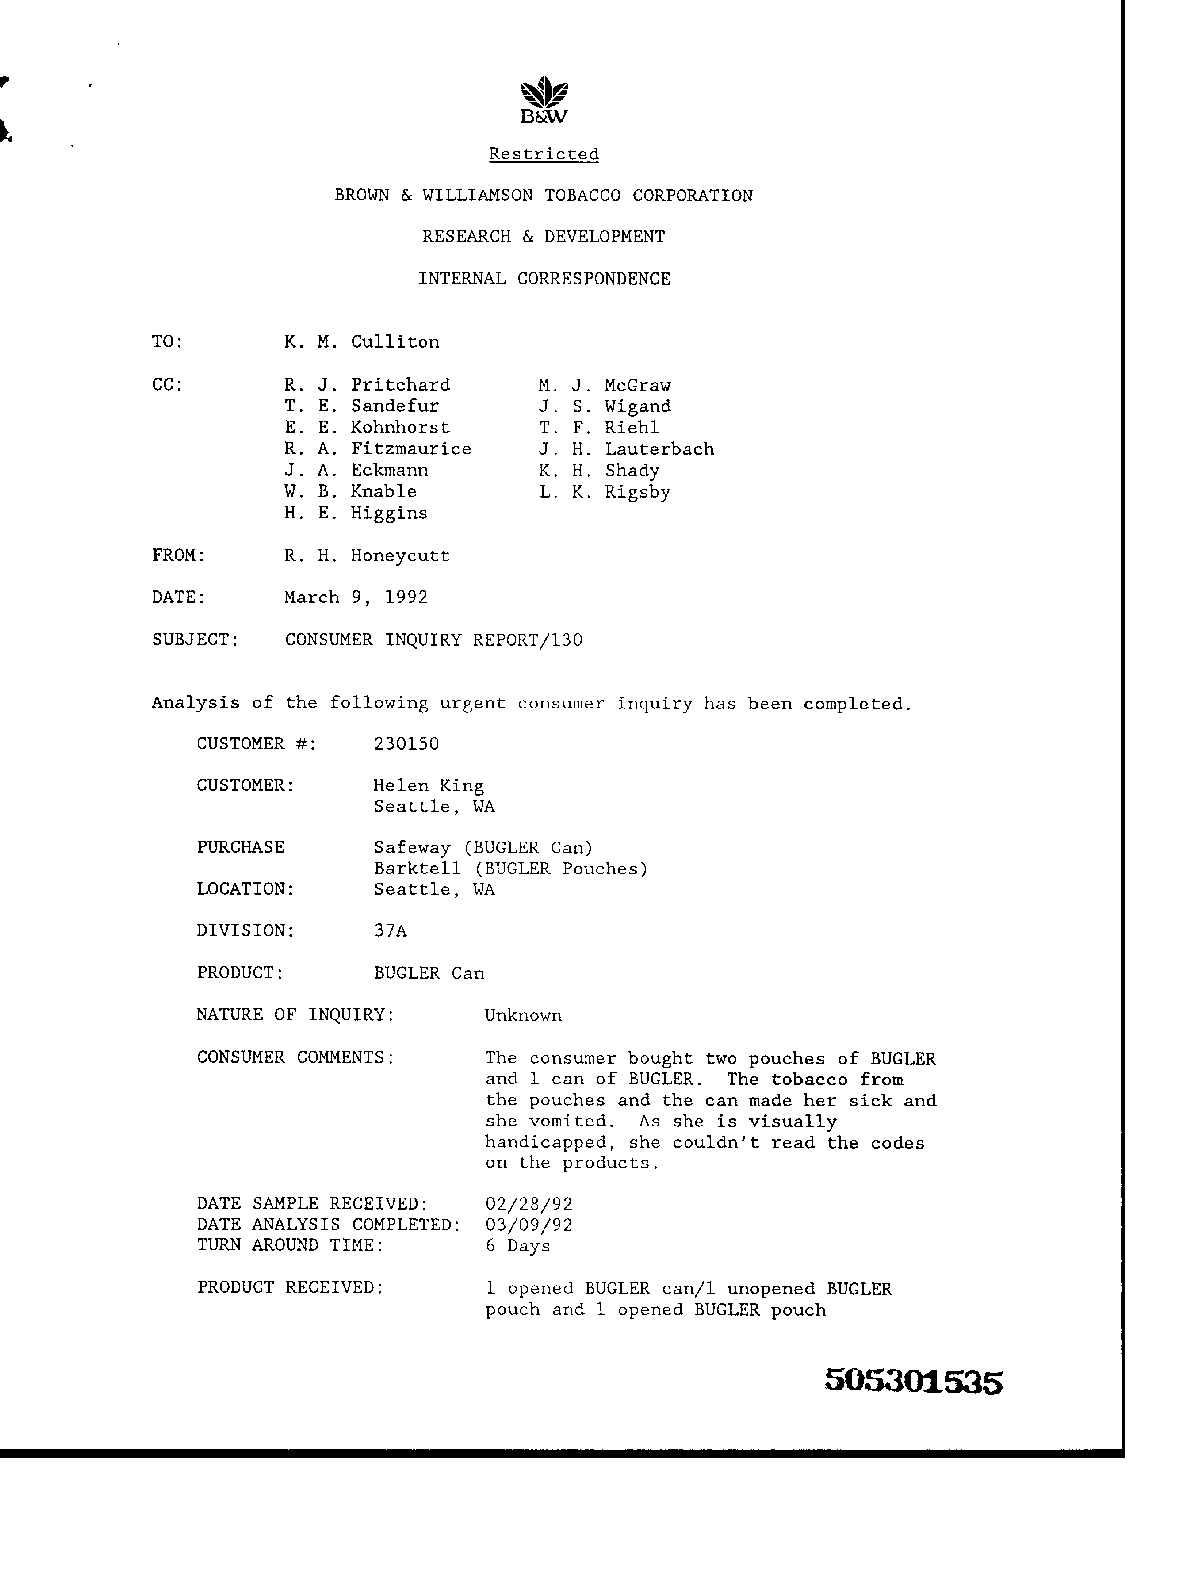 B&W
Restricted
BROWN & WILLIAMSON TOBACCO CORPORATION
RESEARCH & DEVELOPMENT
INTERNAL CORRESPONDENCE
TO: K. M. Culliton
CC: R. J. Pritchard M. J. McGraw
T. E. Sandefur J. S. Wigand
E. E. Kohnhorst T. F. Riehl
R. A. Fitzmaurice J. H. Lauterbach
J. A. Eckmann K. H. Shady
W. B. Knable L. K. Rigsby
H. E. Higgins
FROM: R. H. Honeycutt
DATE: March 9, 1992
SUBJECT: CONSUMER INQUIRY REPORT/130
Analysis of the following urgent consumer inquiry has been completed.
CUSTOMER #: 230150
CUSTOMER: Helen King
Seattle, WA
PURCHASE Safeway (BUGLER Can)
Barktell (BUGLER Pouches)
LOCATION: Seattle, WA
DIVISION: 37A
PRODUCT: BUGLER Can
NATURE OF INQUIRY: Unknown
CONSUMER COMMENTS: The consumer bought two pouches of BUGLER
and 1 can of BUGLER. The tobacco from
the pouches and the can made her sick and
she vomited. As she is visually
handicapped, she couldn't read the codes
on the products.
DATE SAMPLE RECEIVED: 02/28/92
DATE ANALYSIS COMPLETED: 03/09/92
TURN AROUND TIME: 6 Days
PRODUCT RECEIVED: 1 opened BUGLER can/1 unopened BUGLER
pouch and 1 opened BUGLER pouch
505301535